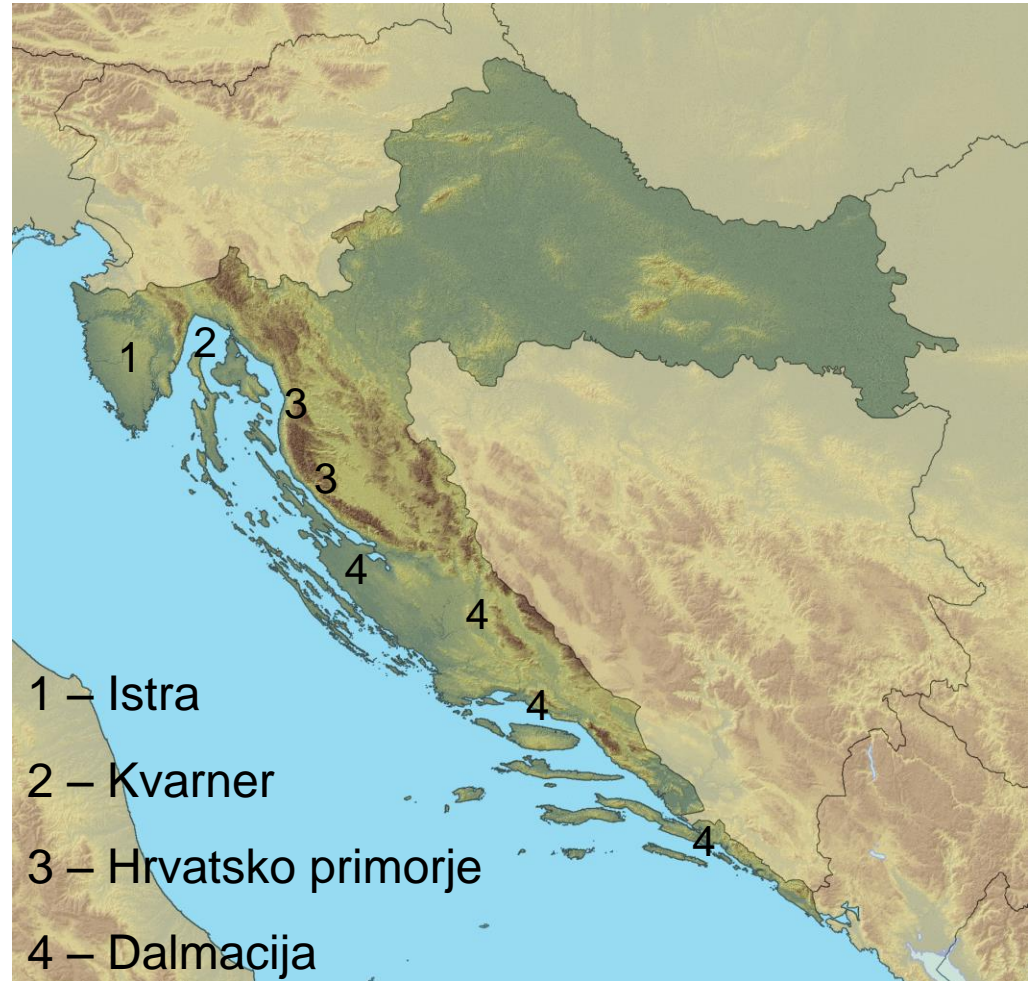 1
2
3
3
4
4
4
4
1 – Istra
2 – Kvarner
3 – Hrvatsko primorje
4 – Dalmacija